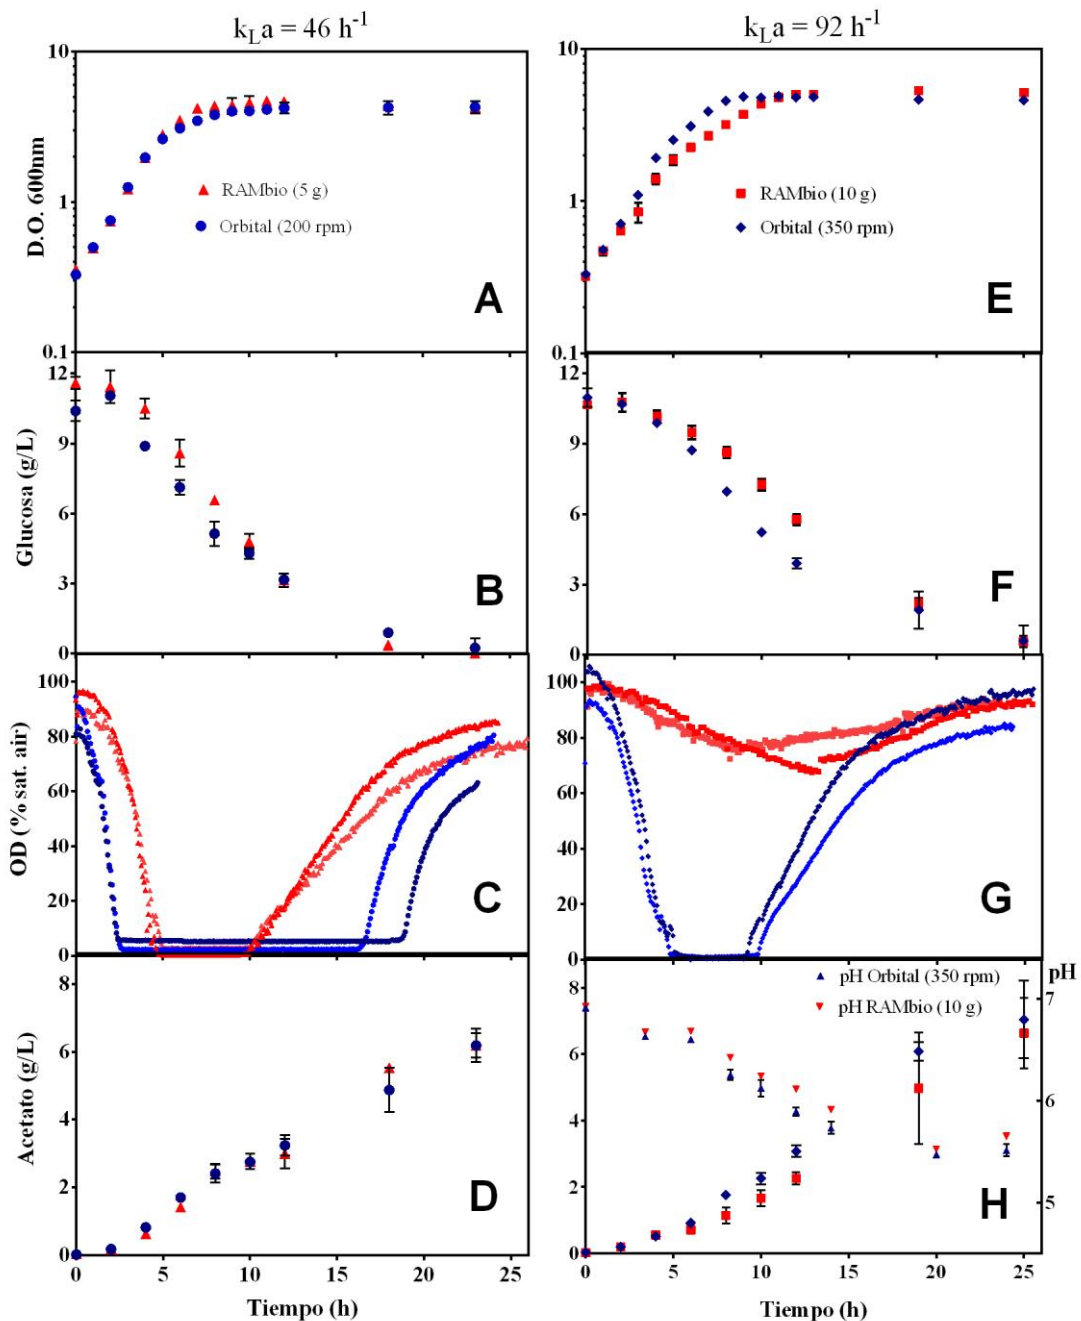 k_L a = 46 h^-1
k_L a = 92 h^-1
10
1
0.1
D.O. 600nm
RAMbio (5 g)
Orbital (200 rpm)
A
10
1
0.1
RAMbio (10 g)
Orbital (350 rpm)
E
12
9
6
3
0
Glucosa (g/L)
B
12
9
6
3
0
F
100
80
60
40
20
0
OD (% sat. air)
C
100
80
60
40
20
0
G
8
6
4
2
0
Acetato (g/L)
D
0 5 10 15 20 25
Tiempo (h)
8
6
4
2
0
pH Orbital (350 rpm)
pH RAMbio (10 g)
pH
7
6
5
H
0 5 10 15 20 25
Tiempo (h)